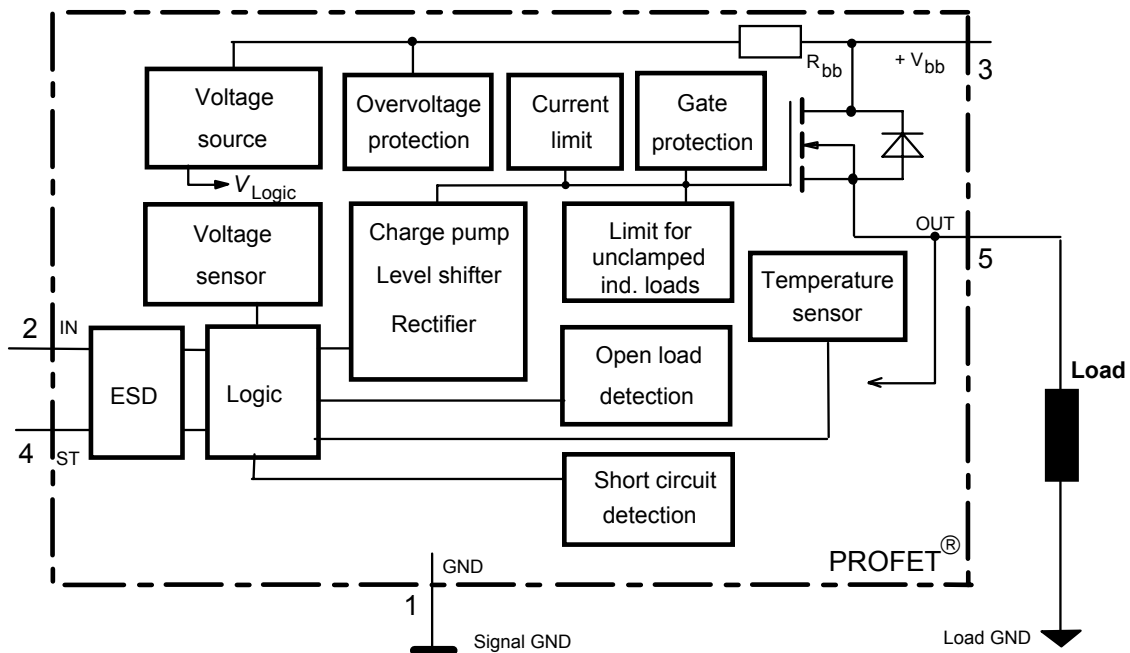 R bb
+ V bb
3
Voltage
source
Overvoltage
protection
Current
limit
Gate
protection
V Logic
Voltage
sensor
Charge pump
Level shifter
Rectifier
Limit for
unclamped
ind. loads
OUT
5
Temperature
sensor
2
IN
ESD
Logic
Open load
detection
Load
4
ST
Short circuit
detection
PROFET®
GND
1
Signal GND
Load GND